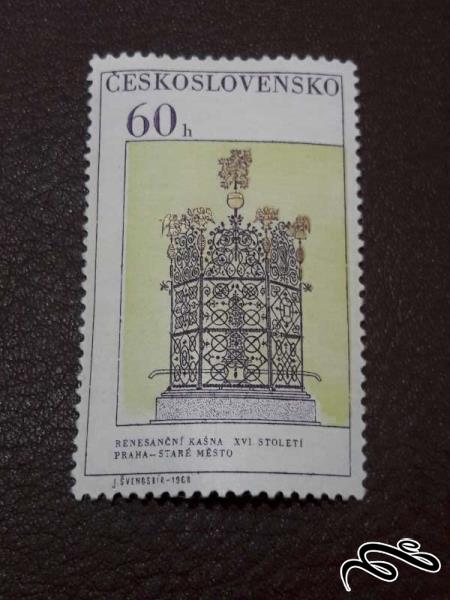 ČESKOSLOVENSKO
60 h
RENESANČNÍ KAŠNA XVI STOLETÍ
PRAHA–STARÉ MĚSTO
J. ŠVENGSBÍR–1968